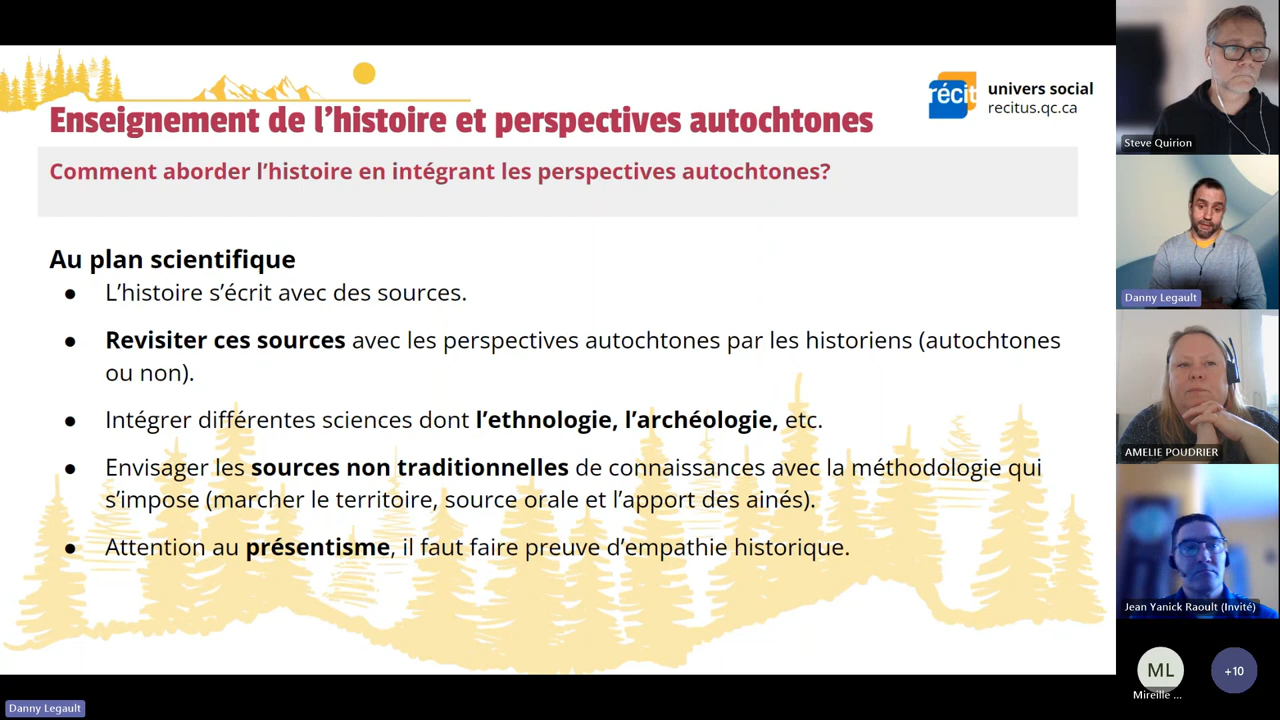 Enseignement de l'histoire et perspectives autochtones
récit
univers social
recitus.qc.ca
Comment aborder l'histoire en intégrant les perspectives autochtones?
Au plan scientifique
● L'histoire s'écrit avec des sources.
● Revisiter ces sources avec les perspectives autochtones par les historiens (autochtones
ou non).
● Intégrer différentes sciences dont l'ethnologie, l'archéologie, etc.
● Envisager les sources non traditionnelles de connaissances avec la méthodologie qui
s'impose (marcher le territoire, source orale et l'apport des ainés).
● Attention au présentisme, il faut faire preuve d'empathie historique.
Danny Legault
Steve Quirion
Danny Legault
AMELIE POUDRIER
Jean Yanick Raoult (Invité)
ML
Mireille ...
+10